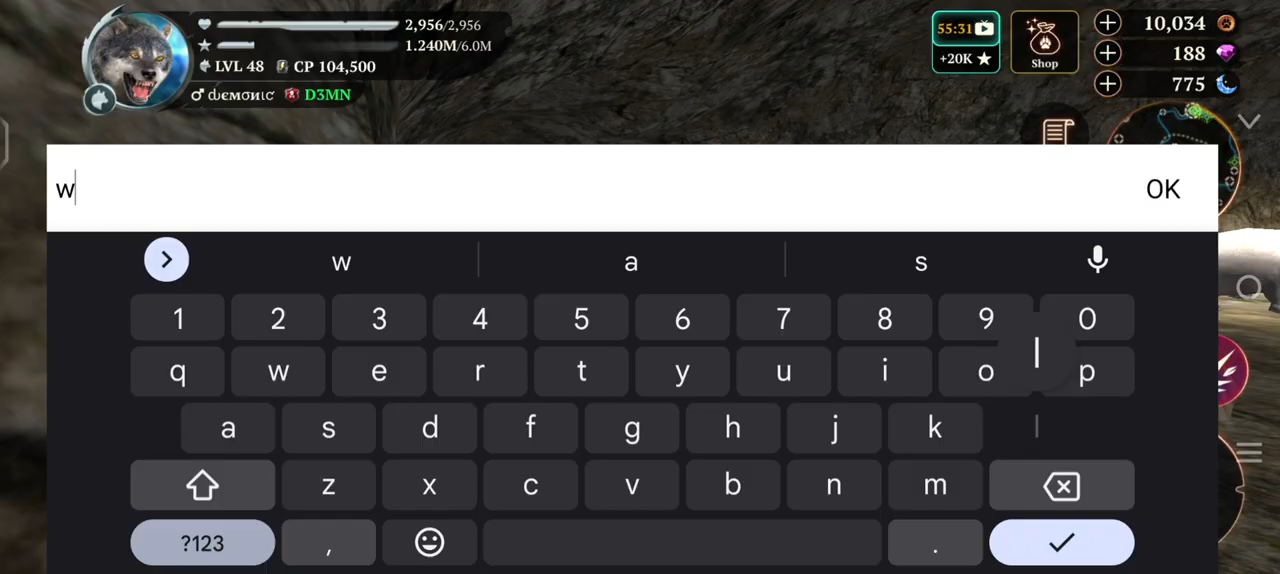 2,956/2,956
1.240M/6.0M
LVL 48 CP 104,500
♂ ԃємσηιϲ D3MN
55:31
+20K ★
Shop
10,034
188
775
w OK
w a s
1 2 3 4 5 6 7 8 9 0
l
q w e r t y u i o p
a s d f g h j k l
z x c v b n m
?123 , .